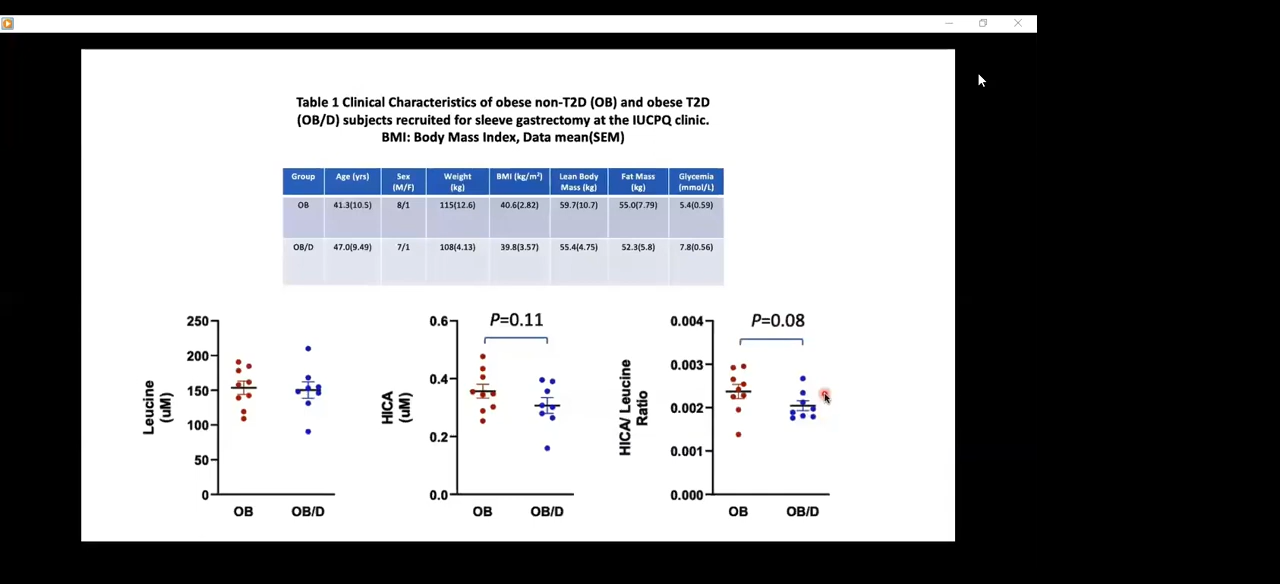 Table 1 Clinical Characteristics of obese non-T2D (OB) and obese T2D
(OB/D) subjects recruited for sleeve gastrectomy at the IUCPQ clinic.
BMI: Body Mass Index, Data mean(SEM)
Group Age (yrs) Sex (M/F) Weight (kg) BMI (kg/m²) Lean Body Mass (kg) Fat Mass (kg) Glycemia (mmol/L)
OB 41.3(10.5) 8/1 115(12.6) 40.6(2.82) 59.7(10.7) 55.0(7.79) 5.4(0.59)
OB/D 47.0(9.49) 7/1 108(4.13) 39.8(3.57) 55.4(4.75) 52.3(5.8) 7.8(0.56)
Leucine
(uM)
250
200
150
100
50
0
OB OB/D
HICA
(uM)
P=0.11
0.6
0.4
0.2
0.0
OB OB/D
HICA/ Leucine
Ratio
P=0.08
0.004
0.003
0.002
0.001
0.000
OB OB/D